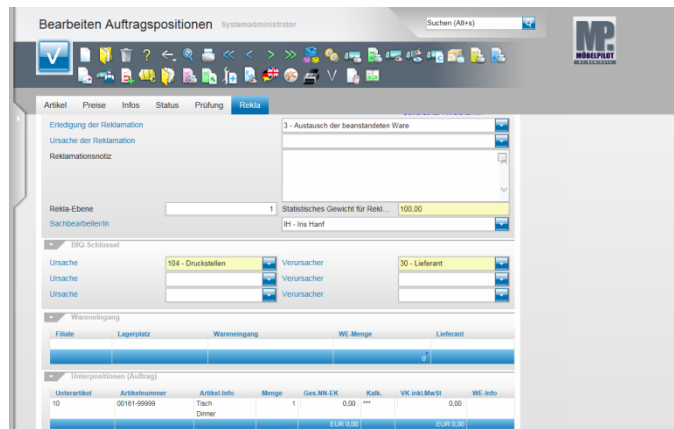 Bearbeiten Auftragspositionen Systemadministrator
Suchen (Alt+s)
MP.
MÖBELPILOT
Artikel Preise Infos Status Prüfung Rekla
Erledigung der Reklamation 3 - Austausch der beanstandeten Ware
Ursache der Reklamation
Reklamationsnotiz
Rekla-Ebene 1 Statistisches Gewicht für Rekl... 100,00
Sachbearbeiter/in IH - Iris Hanf
BfQ-Schlüssel
Ursache 104 - Druckstellen Verursacher 30 - Lieferant
Ursache Verursacher
Ursache Verursacher
Wareneingang
Filiale Lagerplatz Wareneingang WE-Menge Lieferant
0
Unterpositionen (Auftrag)
Unterartikel Artikelnummer Artikel-Info Menge Ges.NN-EK Kalk. VK inkl.MwSt WE-Info
10 00161-99999 Tisch 1 0,00 *** 0,00
Dinner
EUR 0,00 EUR 0,00